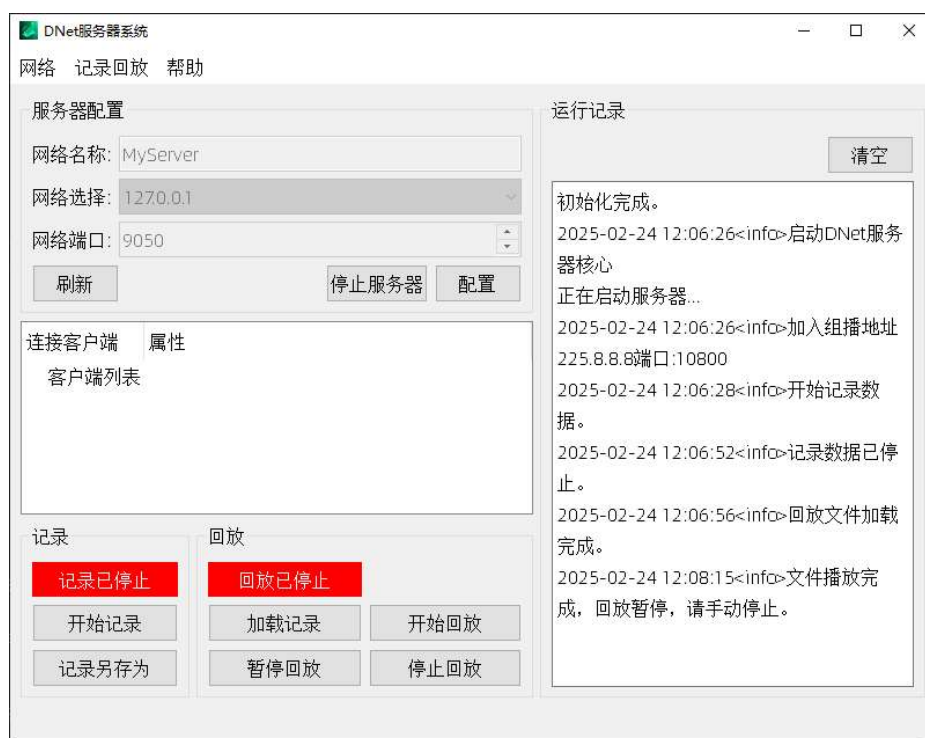 DNet服务器系统
网络 记录回放 帮助
服务器配置
网络名称: MyServer
网络选择: 127.0.0.1
网络端口: 9050
刷新 停止服务器 配置
连接客户端 属性
客户端列表
记录
记录已停止
开始记录
记录另存为
回放
回放已停止
加载记录 开始回放
暂停回放 停止回放
运行记录
清空
初始化完成。
2025-02-24 12:06:26<info>启动DNet服务
器核心
正在启动服务器...
2025-02-24 12:06:26<info>加入组播地址
225.8.8.8端口:10800
2025-02-24 12:06:28<info>开始记录数
据。
2025-02-24 12:06:52<info>记录数据已停
止。
2025-02-24 12:06:56<info>回放文件加载
完成。
2025-02-24 12:08:15<info>文件播放完
成，回放暂停，请手动停止。